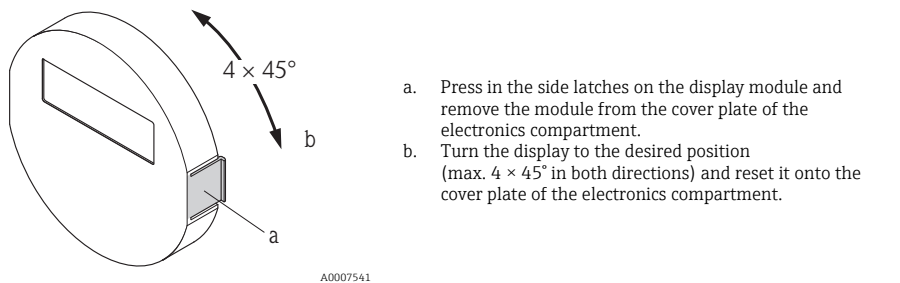 4 × 45°
b
a
A0007541
a. Press in the side latches on the display module and
remove the module from the cover plate of the
electronics compartment.
b. Turn the display to the desired position
(max. 4 × 45° in both directions) and reset it onto the
cover plate of the electronics compartment.